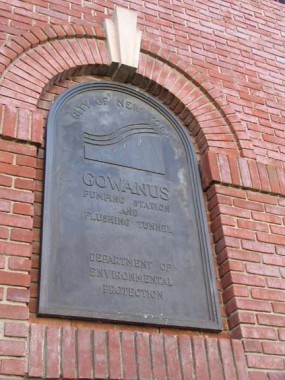 CITY OF NEW YORK
GOWANUS
PUMPING STATION
AND
FLUSHING TUNNEL
DEPARTMENT OF
ENVIRONMENTAL
PROTECTION